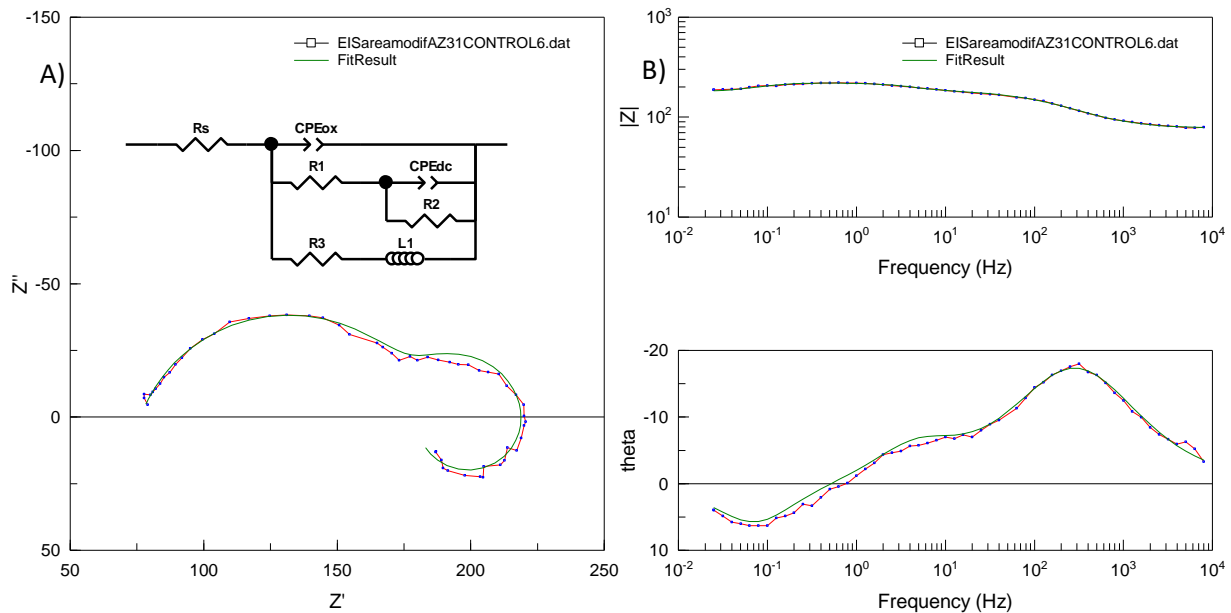 A)
-150
-100
-50
0
50
Z''
EISareamodifAZ31CONTROL6.dat
FitResult
Rs
CPEox
R1
CPEdc
R2
R3
L1
50
100
150
200
250
Z'
B)
10³
10²
10¹
|Z|
EISareamodifAZ31CONTROL6.dat
FitResult
10⁻² 10⁻¹ 10⁰ 10¹ 10² 10³ 10⁴
Frequency (Hz)
-20
-10
0
10
theta
10⁻² 10⁻¹ 10⁰ 10¹ 10² 10³ 10⁴
Frequency (Hz)